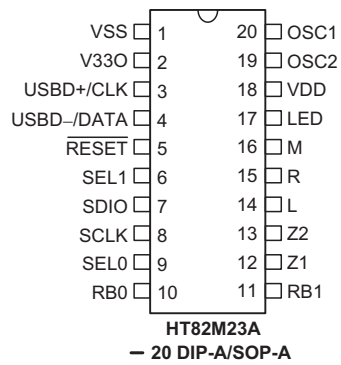 VSS 1 20 OSC1
V33O 2 19 OSC2
USBD+/CLK 3 18 VDD
USBD–/DATA 4 17 LED
RESET 5 16 M
SEL1 6 15 R
SDIO 7 14 L
SCLK 8 13 Z2
SEL0 9 12 Z1
RB0 10 11 RB1
HT82M23A
– 20 DIP-A/SOP-A